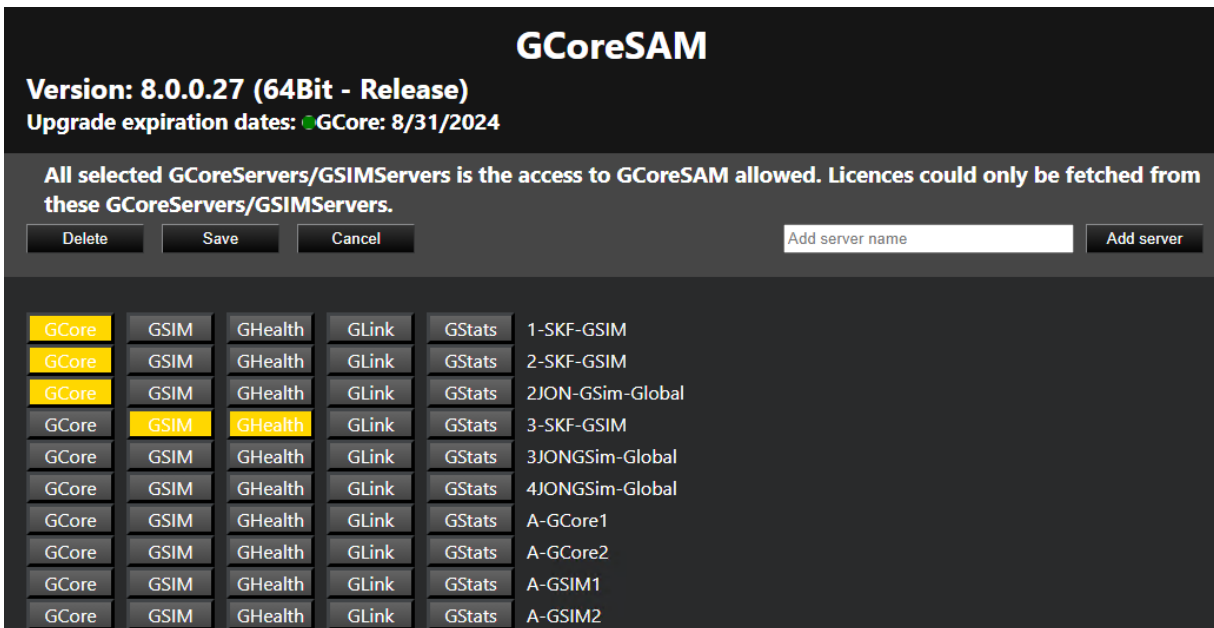 GCoreSAM
Version: 8.0.0.27 (64Bit - Release)
Upgrade expiration dates: GCore: 8/31/2024
All selected GCoreServers/GSIMServers is the access to GCoreSAM allowed. Licences could only be fetched from
these GCoreServers/GSIMServers.
Delete Save Cancel Add server name Add server
GCore GSIM GHealth GLink GStats 1-SKF-GSIM
GCore GSIM GHealth GLink GStats 2-SKF-GSIM
GCore GSIM GHealth GLink GStats 2JON-GSim-Global
GCore GSIM GHealth GLink GStats 3-SKF-GSIM
GCore GSIM GHealth GLink GStats 3JONGSim-Global
GCore GSIM GHealth GLink GStats 4JONGSim-Global
GCore GSIM GHealth GLink GStats A-GCore1
GCore GSIM GHealth GLink GStats A-GCore2
GCore GSIM GHealth GLink GStats A-GSIM1
GCore GSIM GHealth GLink GStats A-GSIM2